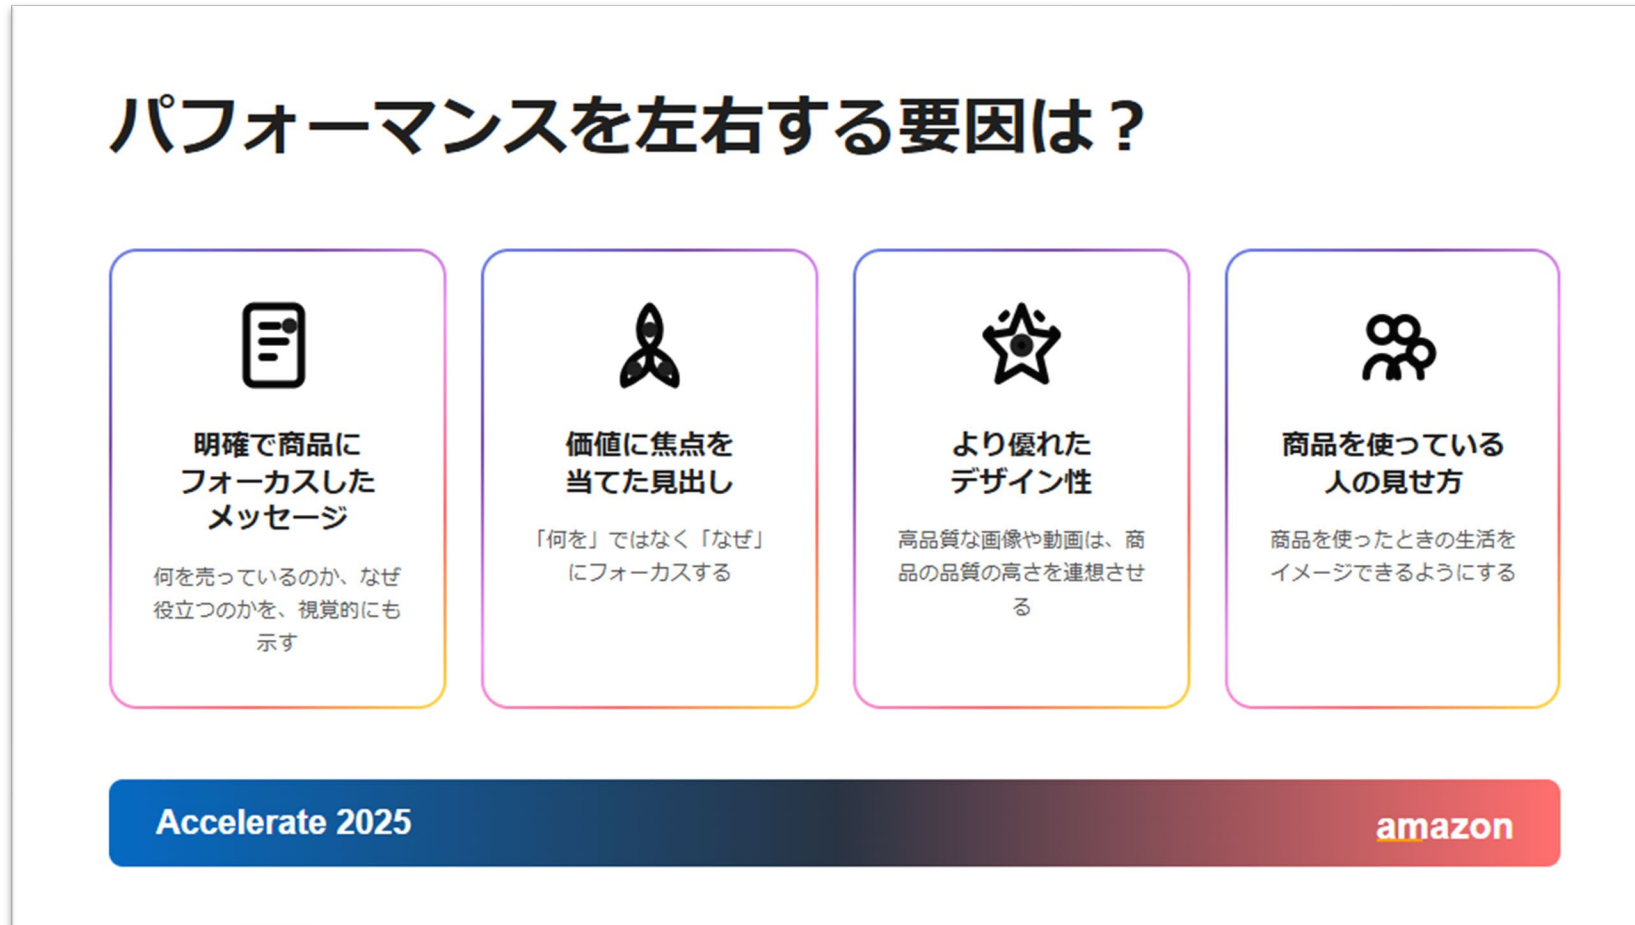 パフォーマンスを左右する要因は？
明確で商品に
フォーカスした
メッセージ
何を売っているのか、なぜ
役立つのかを、視覚的にも
示す
価値に焦点を
当てた見出し
「何を」ではなく「なぜ」
にフォーカスする
より優れた
デザイン性
高品質な画像や動画は、商
品の品質の高さを連想させ
る
商品を使っている
人の見せ方
商品を使ったときの生活を
イメージできるようにする
Accelerate 2025
amazon